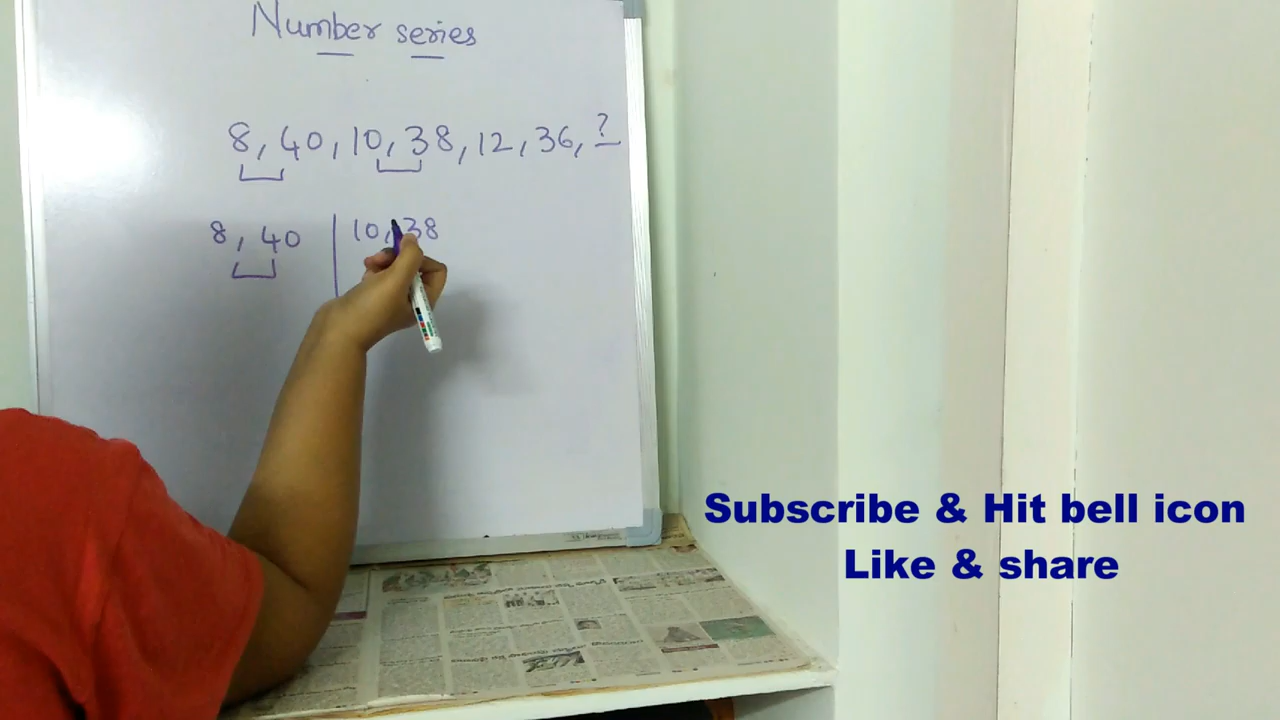 Number series
8, 40, 10, 38, 12, 36, ?
8, 40 | 10, 38
Subscribe & Hit bell icon
Like & share